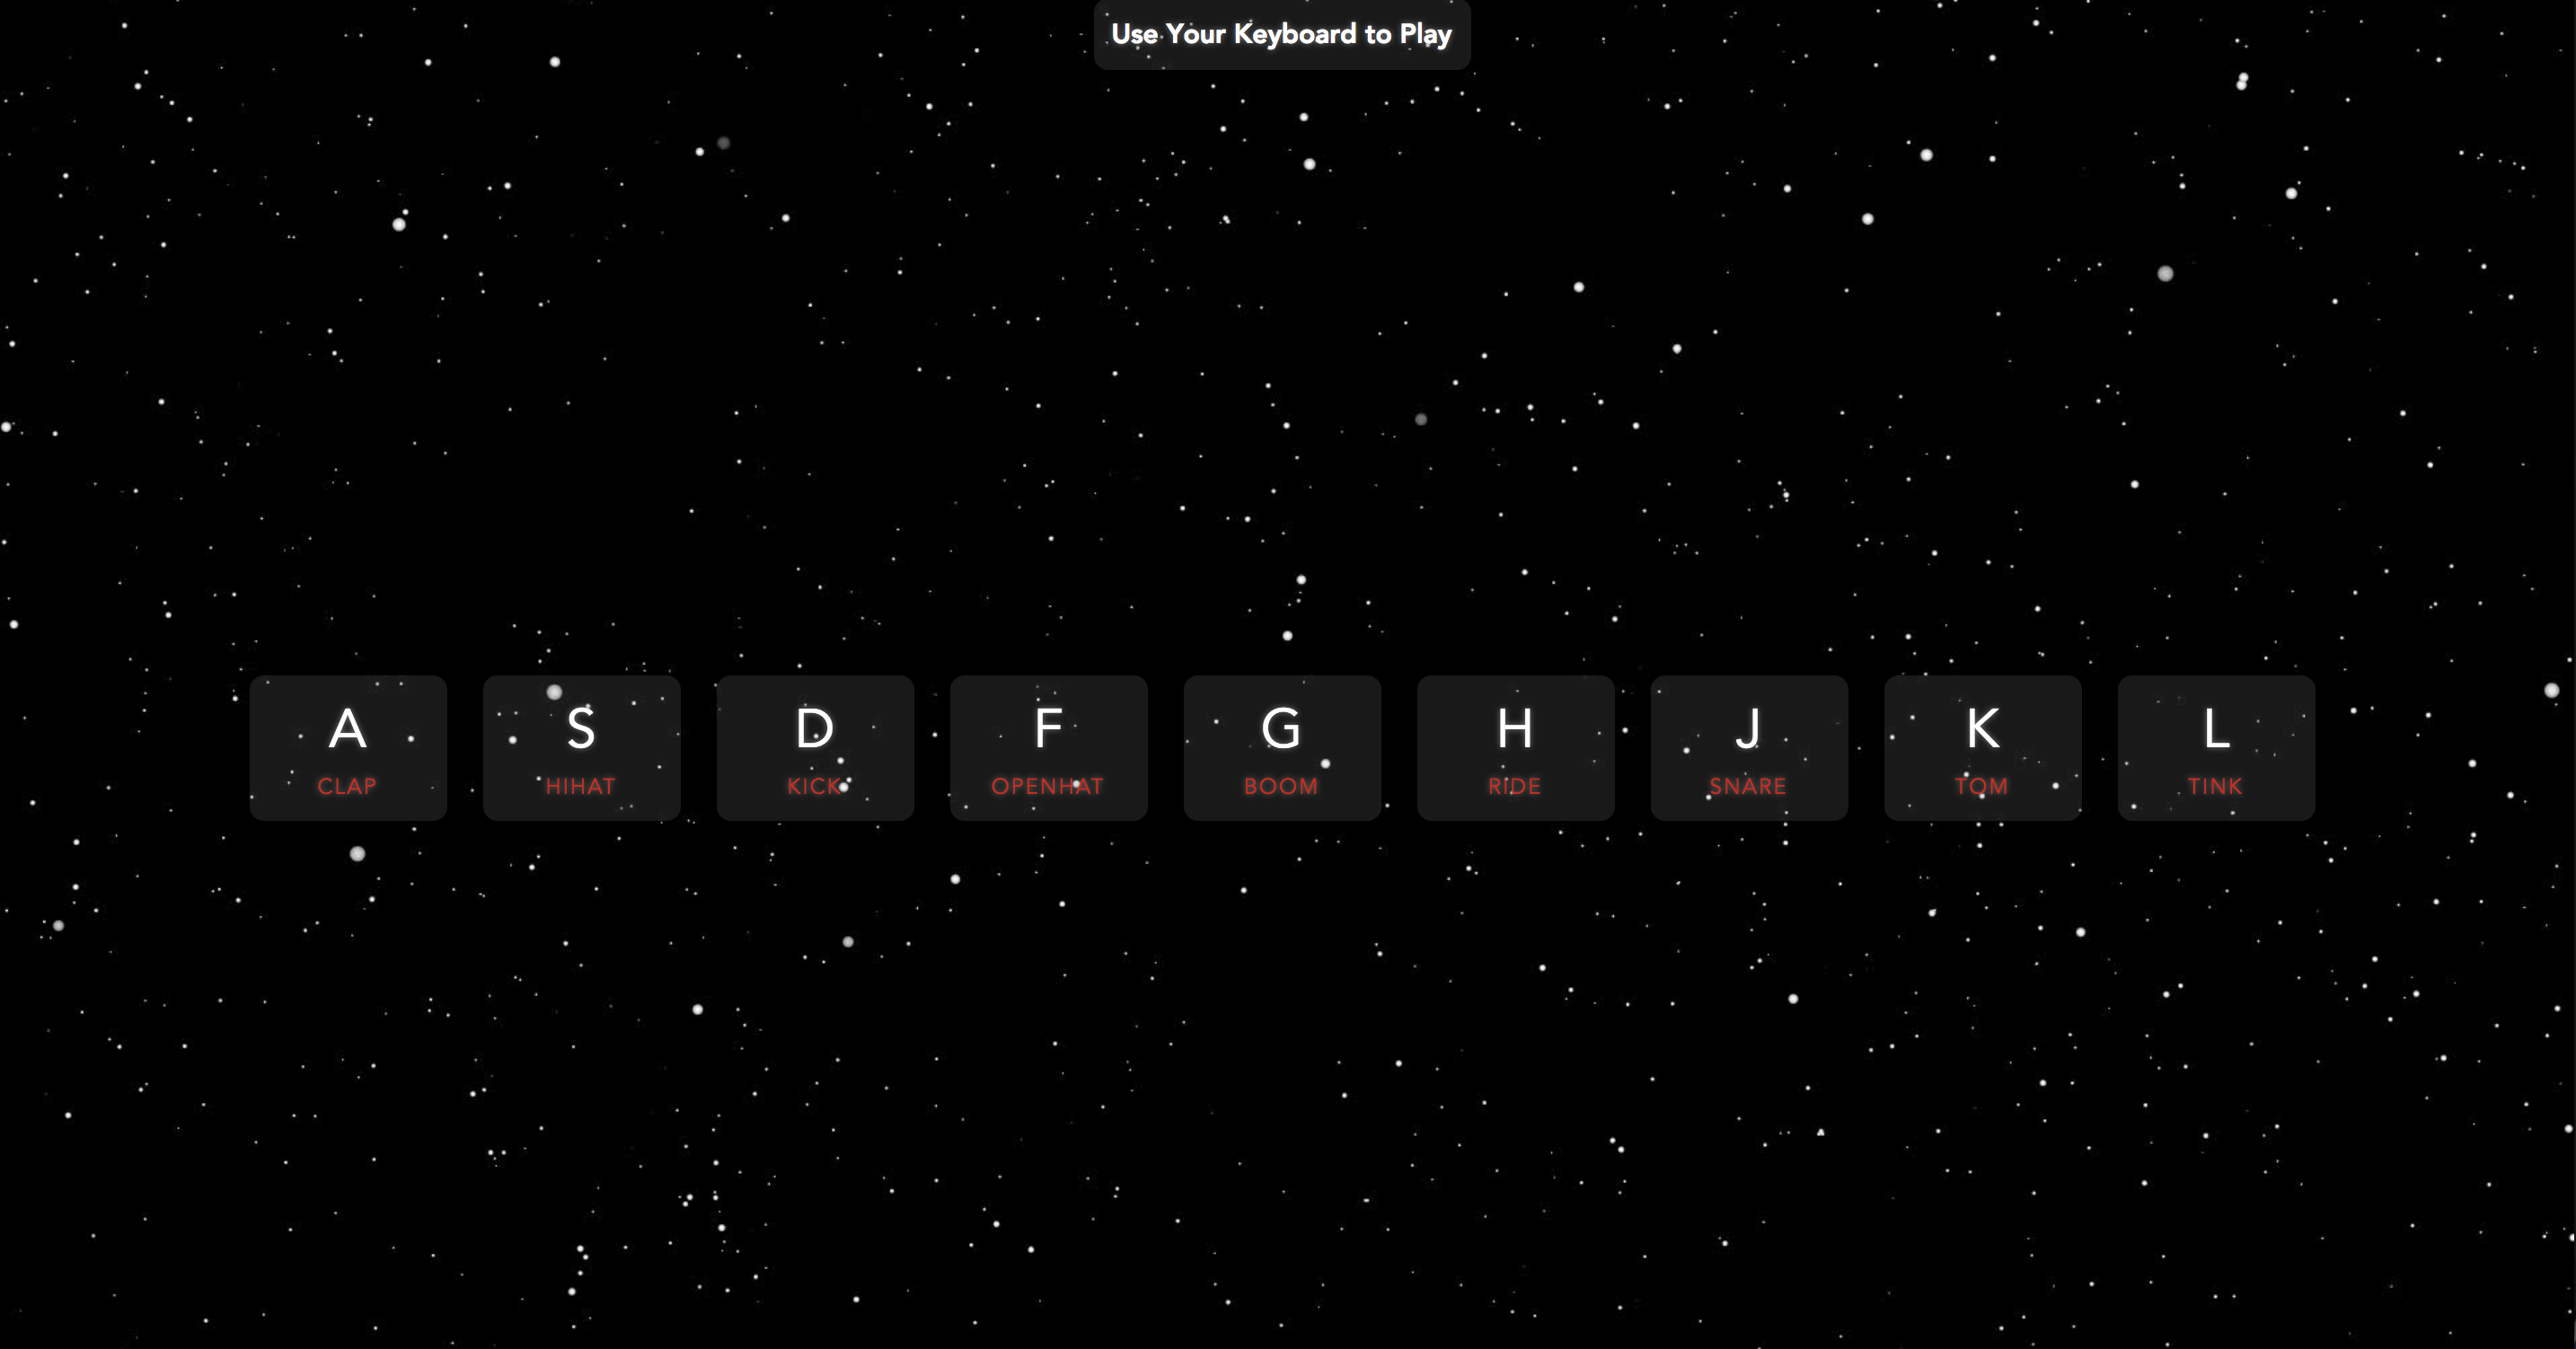 Use Your Keyboard to Play
A S D F G H J K L
CLAP HIHAT KICK OPENHAT BOOM RIDE SNARE TOM TINK